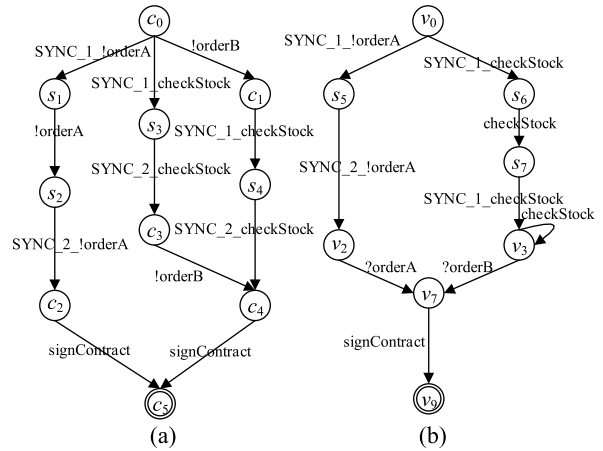 c0
v0
SYNC_1_!orderA
!orderB
SYNC_1_!orderA
SYNC_1_checkStock
SYNC_1_checkStock
s1
c1
s5
s6
s3
checkStock
!orderA
SYNC_1_checkStock
s7
SYNC_2_checkStock
SYNC_2_!orderA
s2
s4
SYNC_1_checkStock
checkStock
c3
SYNC_2_checkStock
SYNC_2_!orderA
v2
v3
!orderB
?orderA
?orderB
c2
c4
v7
signContract
signContract
signContract
c5
v9
(a)
(b)